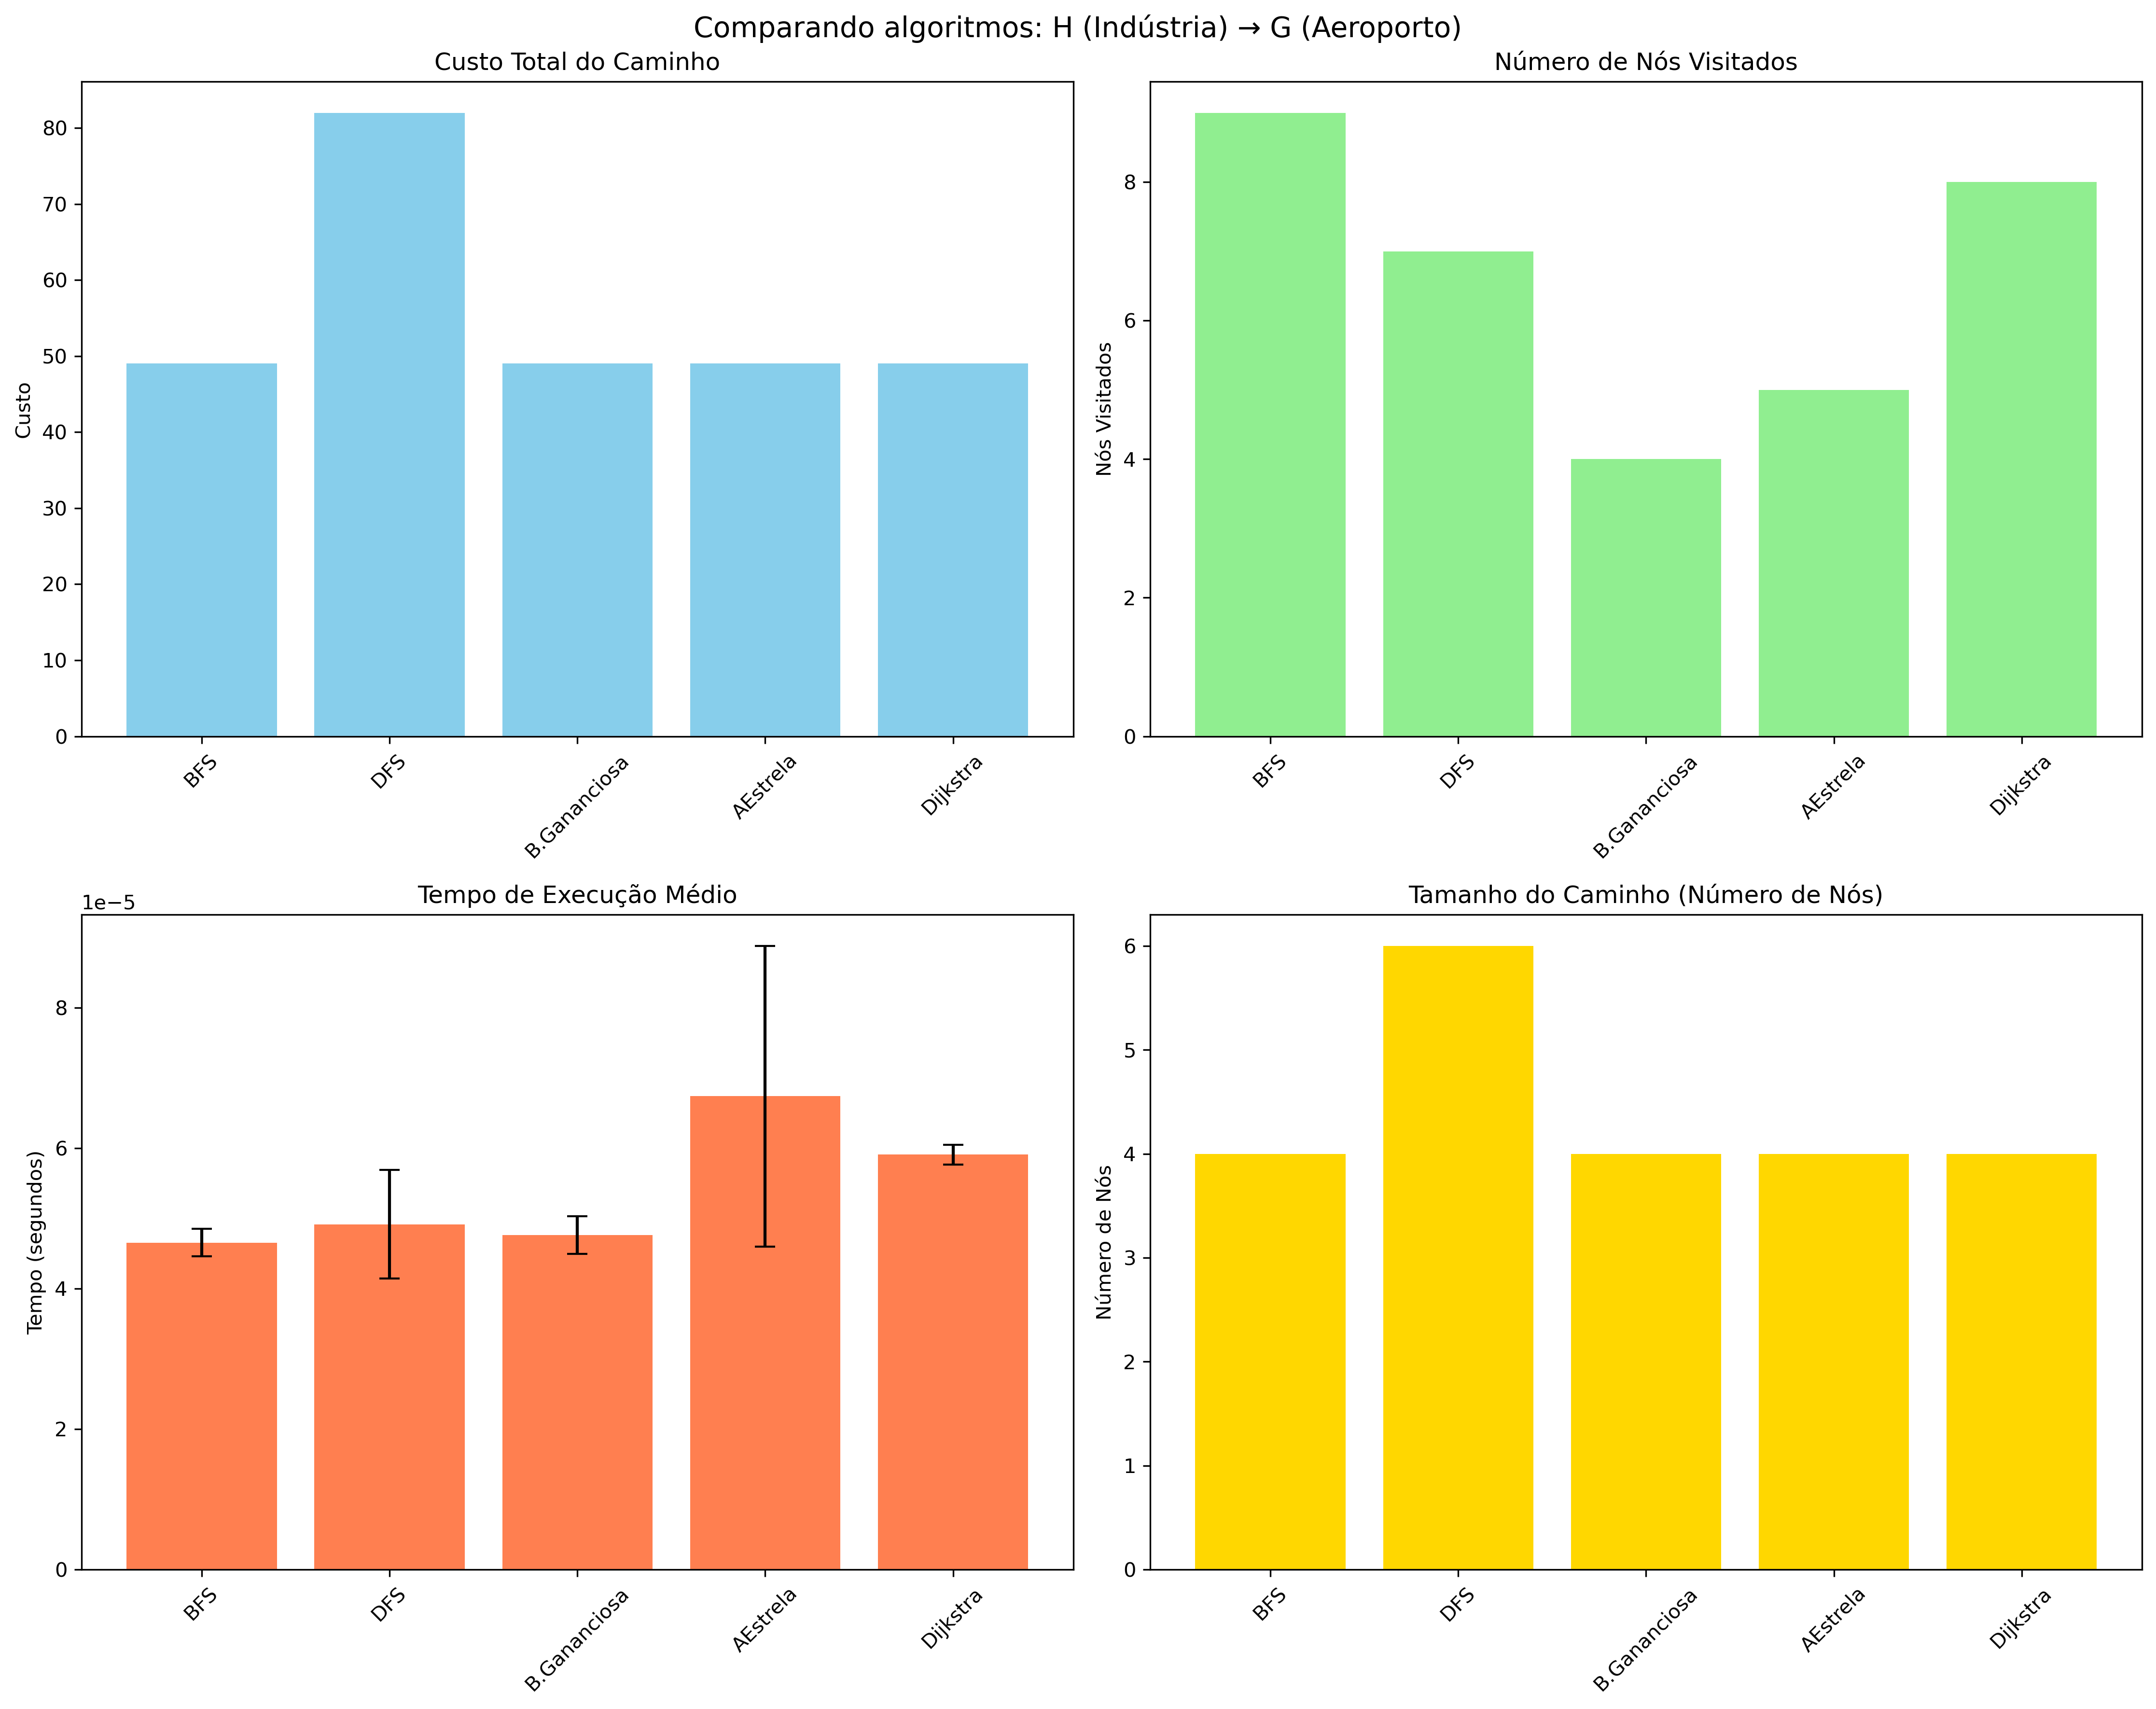 Comparando algoritmos: H (Indústria) → G (Aeroporto)
Custo Total do Caminho
Custo
80
70
60
50
40
30
20
10
0
BFS
DFS
B.Gananciosa
AEstrela
Dijkstra
Número de Nós Visitados
Nós Visitados
8
6
4
2
0
BFS
DFS
B.Gananciosa
AEstrela
Dijkstra
Tempo de Execução Médio
1e−5
Tempo (segundos)
8
6
4
2
0
BFS
DFS
B.Gananciosa
AEstrela
Dijkstra
Tamanho do Caminho (Número de Nós)
Número de Nós
6
5
4
3
2
1
0
BFS
DFS
B.Gananciosa
AEstrela
Dijkstra